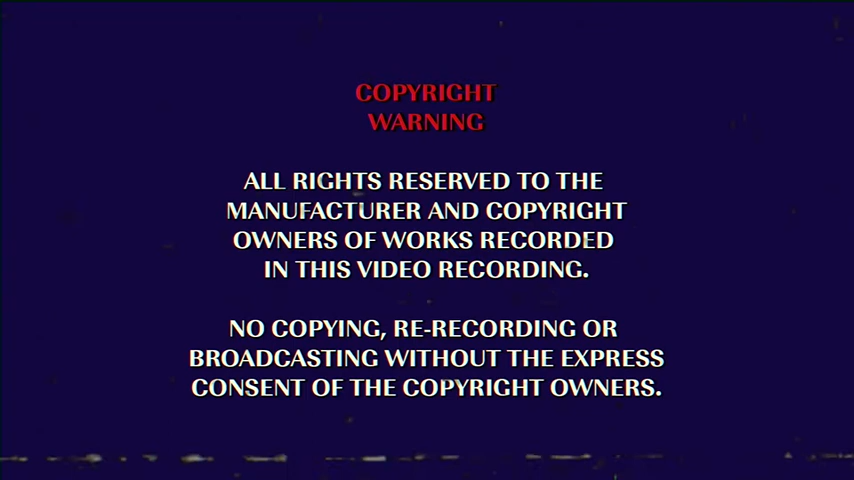 COPYRIGHT
WARNING
ALL RIGHTS RESERVED TO THE
MANUFACTURER AND COPYRIGHT
OWNERS OF WORKS RECORDED
IN THIS VIDEO RECORDING.
NO COPYING, RE-RECORDING OR
BROADCASTING WITHOUT THE EXPRESS
CONSENT OF THE COPYRIGHT OWNERS.